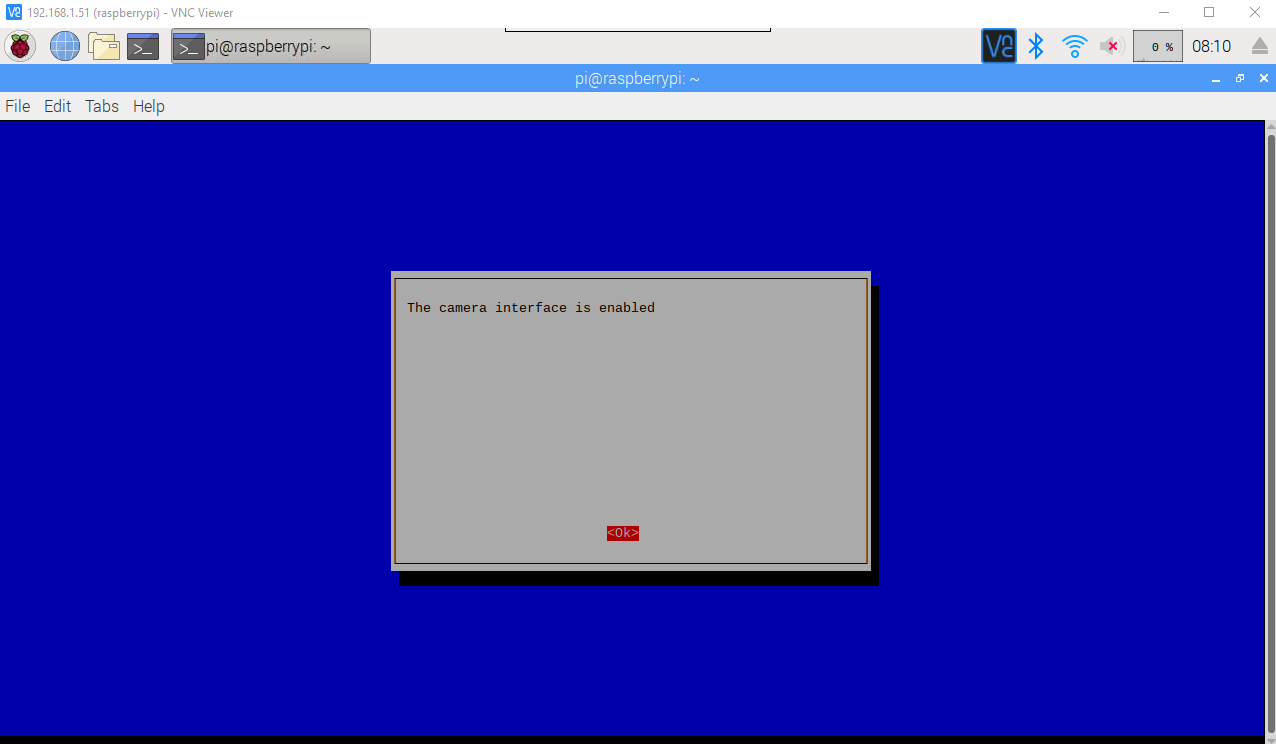 192.168.1.51 (raspberrypi) - VNC Viewer
pi@raspberrypi: ~
0 %
08:10
pi@raspberrypi: ~
File Edit Tabs Help
The camera interface is enabled
<Ok>